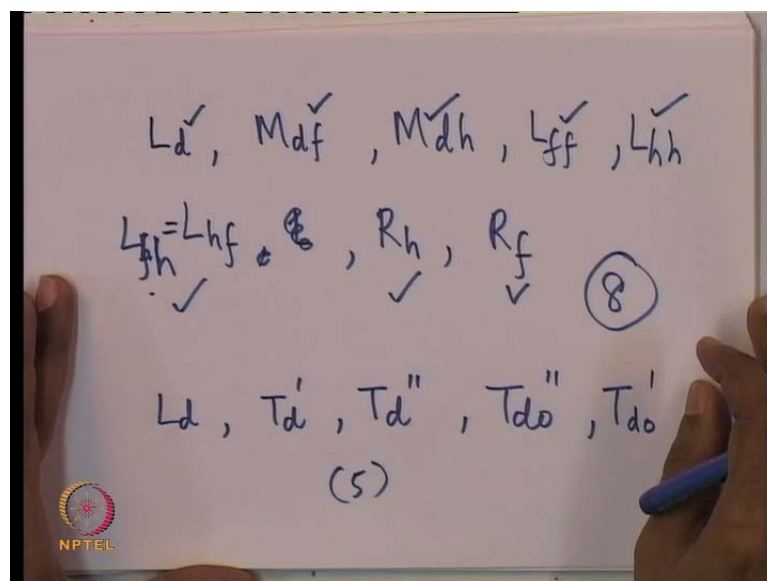 Ld✓, Mdf✓, Mdh✓, Lff✓, Lhh✓
Lfh=Lhf✓, Rh✓, Rf✓ 8
Ld, Td', Td", Tdo", Tdo'
(5)
NPTEL